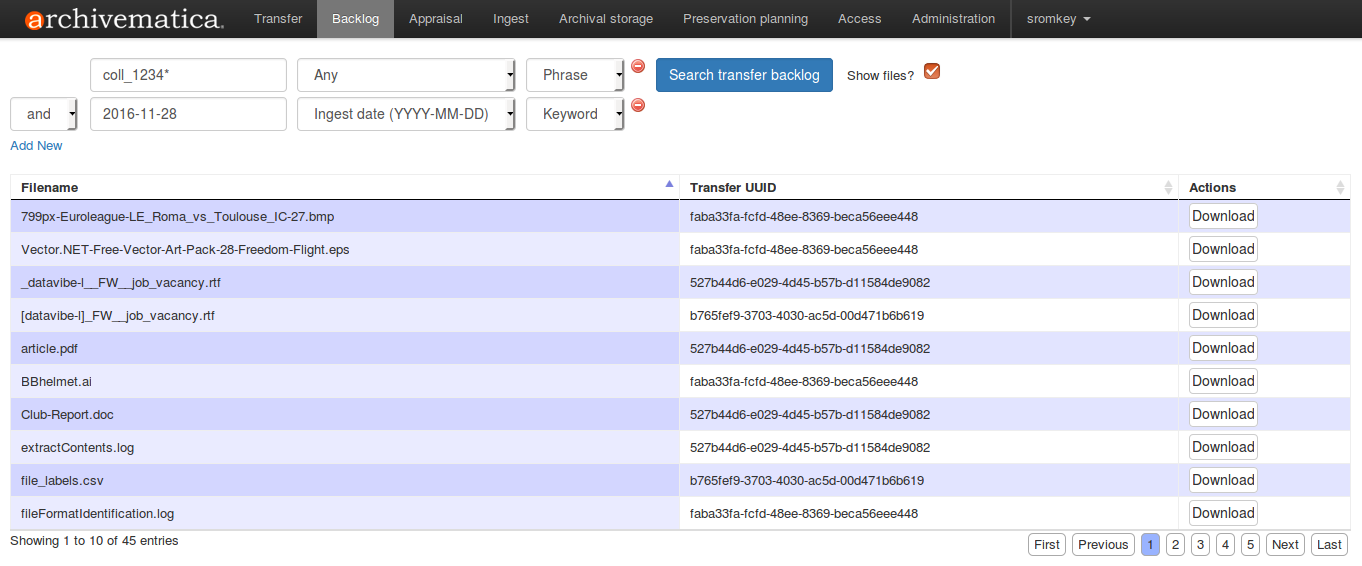 archivematica Transfer Backlog Appraisal Ingest Archival storage Preservation planning Access Administration sromkey
coll_1234* Any Phrase Search transfer backlog Show files?
and 2016-11-28 Ingest date (YYYY-MM-DD) Keyword
Add New
Filename Transfer UUID Actions
799px-Euroleague-LE_Roma_vs_Toulouse_IC-27.bmp faba33fa-fcfd-48ee-8369-beca56eee448 Download
Vector.NET-Free-Vector-Art-Pack-28-Freedom-Flight.eps faba33fa-fcfd-48ee-8369-beca56eee448 Download
_datavibe-l__FW__job_vacancy.rtf 527b44d6-e029-4d45-b57b-d11584de9082 Download
[datavibe-l]_FW__job_vacancy.rtf b765fef9-3703-4030-ac5d-00d471b6b619 Download
article.pdf 527b44d6-e029-4d45-b57b-d11584de9082 Download
BBhelmet.ai faba33fa-fcfd-48ee-8369-beca56eee448 Download
Club-Report.doc 527b44d6-e029-4d45-b57b-d11584de9082 Download
extractContents.log 527b44d6-e029-4d45-b57b-d11584de9082 Download
file_labels.csv b765fef9-3703-4030-ac5d-00d471b6b619 Download
fileFormatIdentification.log faba33fa-fcfd-48ee-8369-beca56eee448 Download
Showing 1 to 10 of 45 entries First Previous 1 2 3 4 5 Next Last